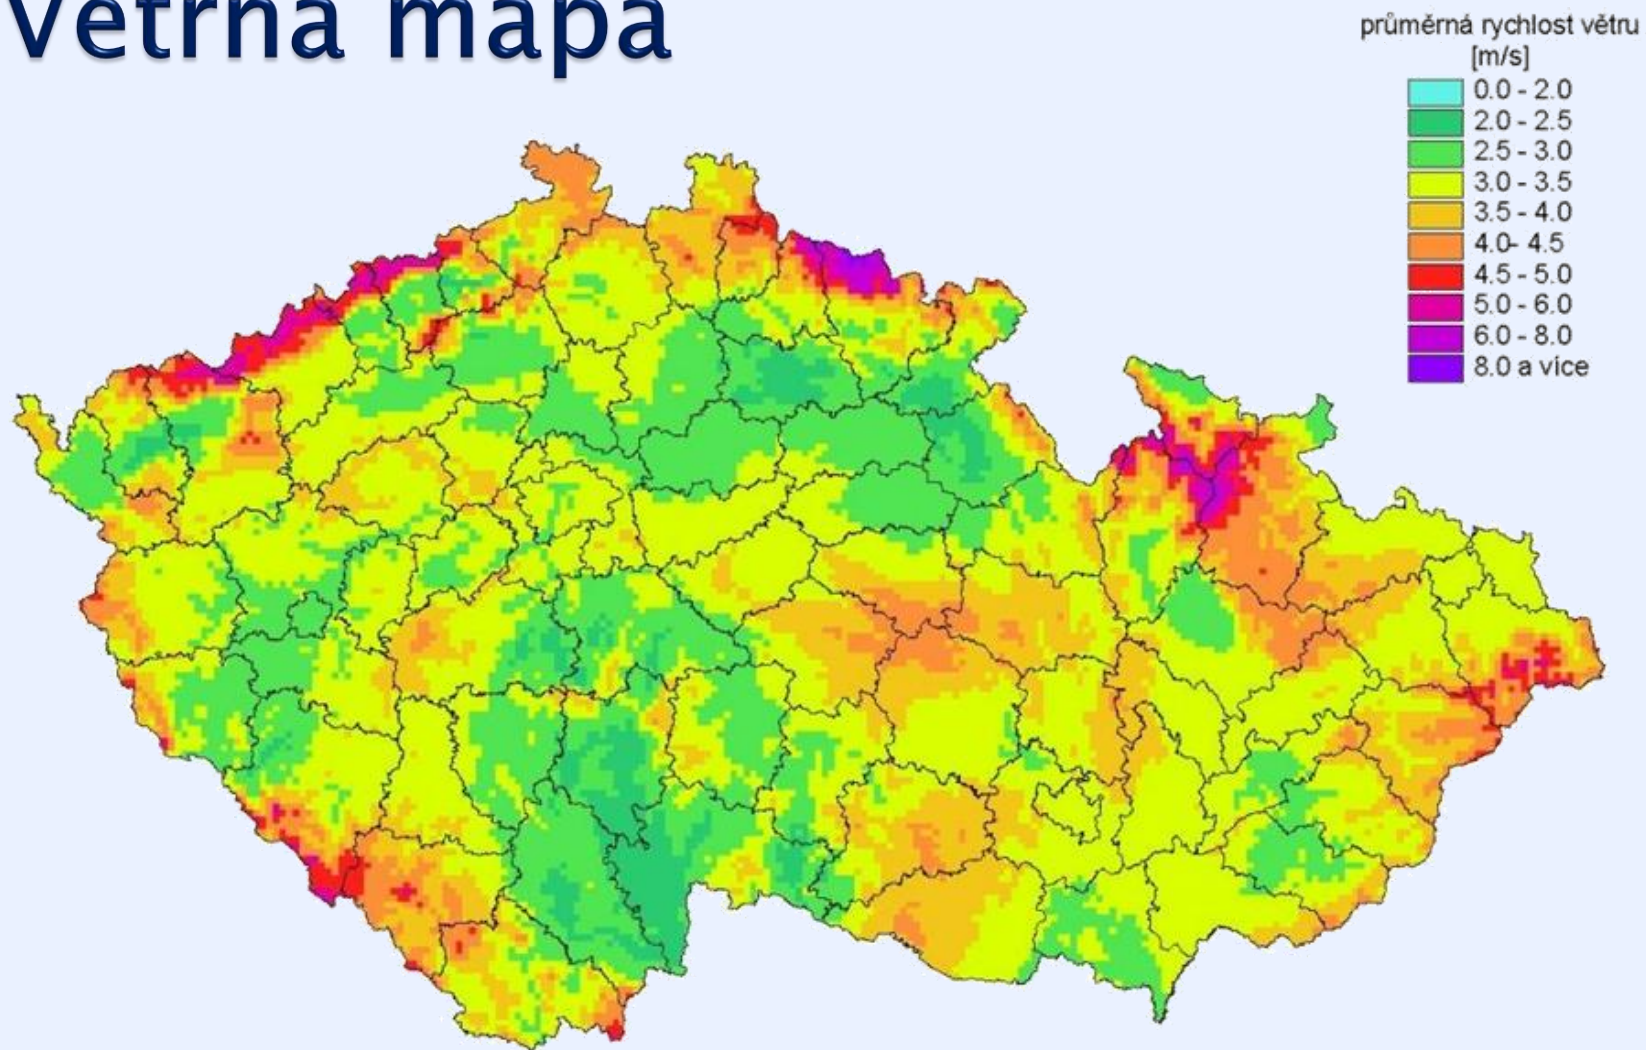 Větrná mapa
průměrná rychlost větru
[m/s]
0.0 - 2.0
2.0 - 2.5
2.5 - 3.0
3.0 - 3.5
3.5 - 4.0
4.0- 4.5
4.5 - 5.0
5.0 - 6.0
6.0 - 8.0
8.0 a více